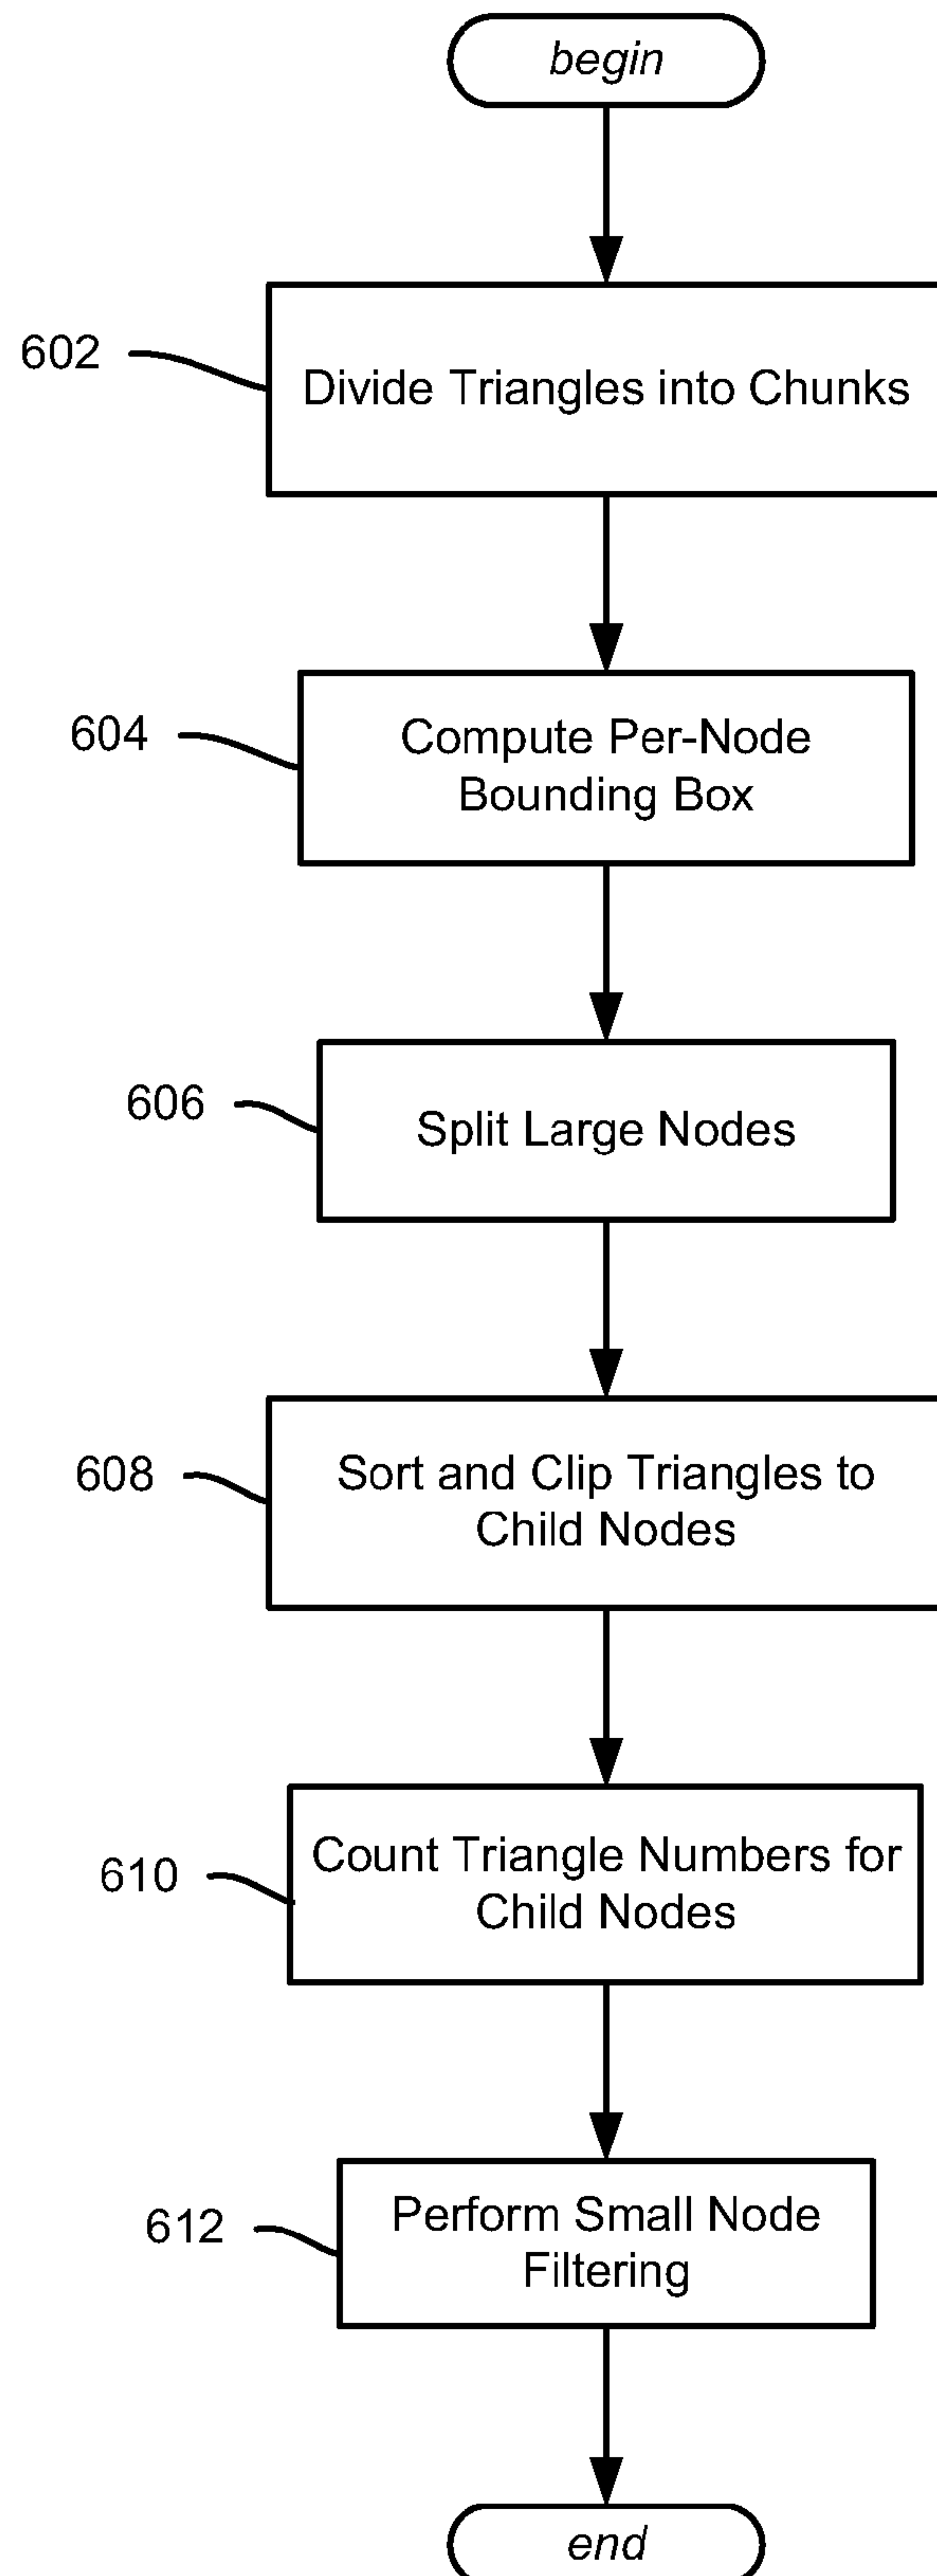 begin
602
Divide Triangles into Chunks
604
Compute Per-Node
Bounding Box
606
Split Large Nodes
608
Sort and Clip Triangles to
Child Nodes
610
Count Triangle Numbers for
Child Nodes
612
Perform Small Node
Filtering
end